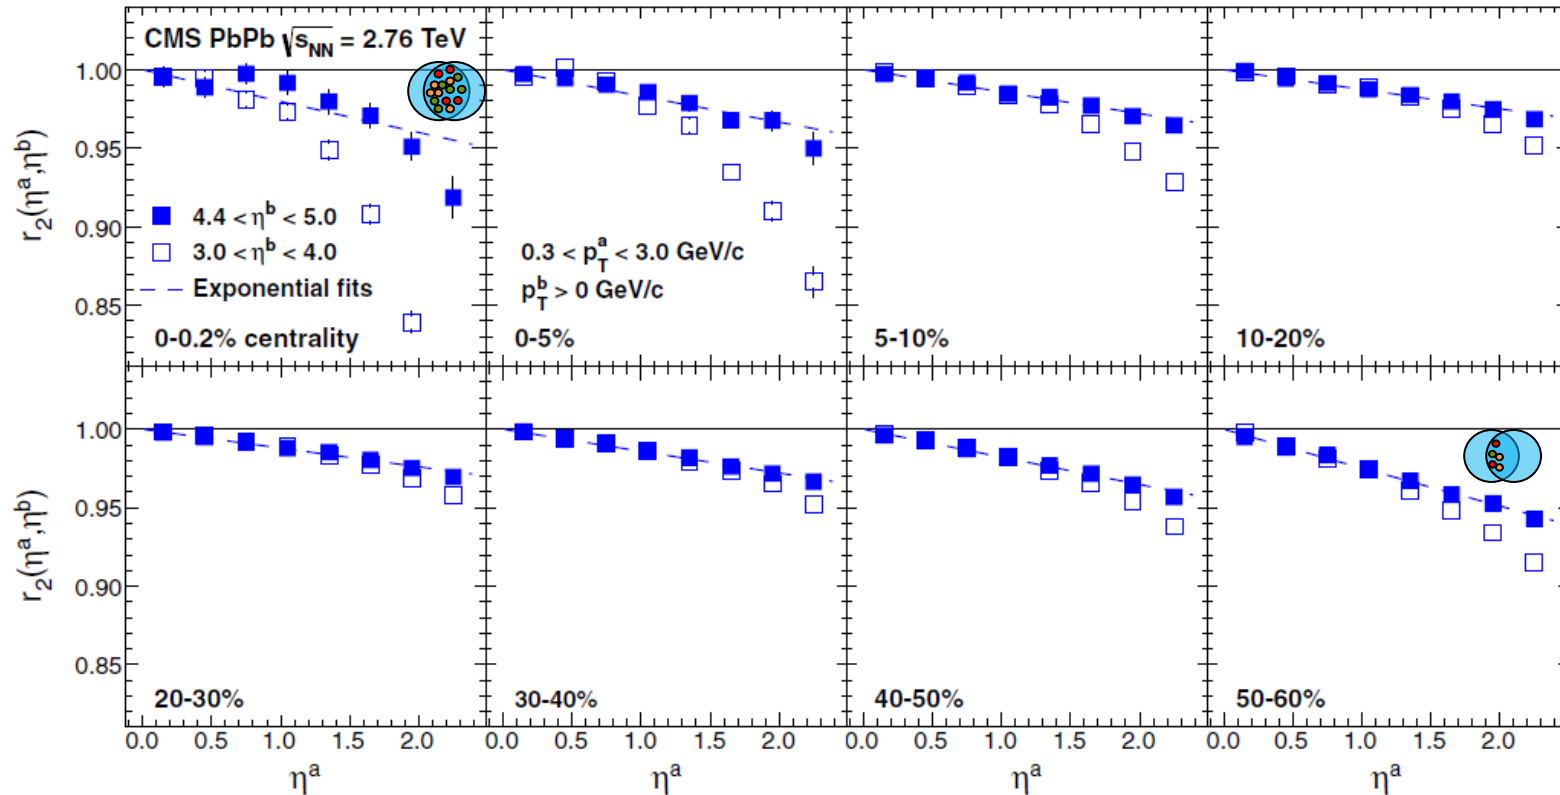 CMS PbPb √sNN = 2.76 TeV
r2(ηa,ηb)
1.00
0.95
0.90
0.85
4.4 < ηb < 5.0
3.0 < ηb < 4.0
Exponential fits
0-0.2% centrality
0.3 < pTa < 3.0 GeV/c
pTb > 0 GeV/c
0-5%
5-10%
10-20%
r2(ηa,ηb)
1.00
0.95
0.90
0.85
20-30%
30-40%
40-50%
50-60%
0.0 0.5 1.0 1.5 2.0 0.0 0.5 1.0 1.5 2.0 0.0 0.5 1.0 1.5 2.0 0.0 0.5 1.0 1.5 2.0
ηa ηa ηa ηa